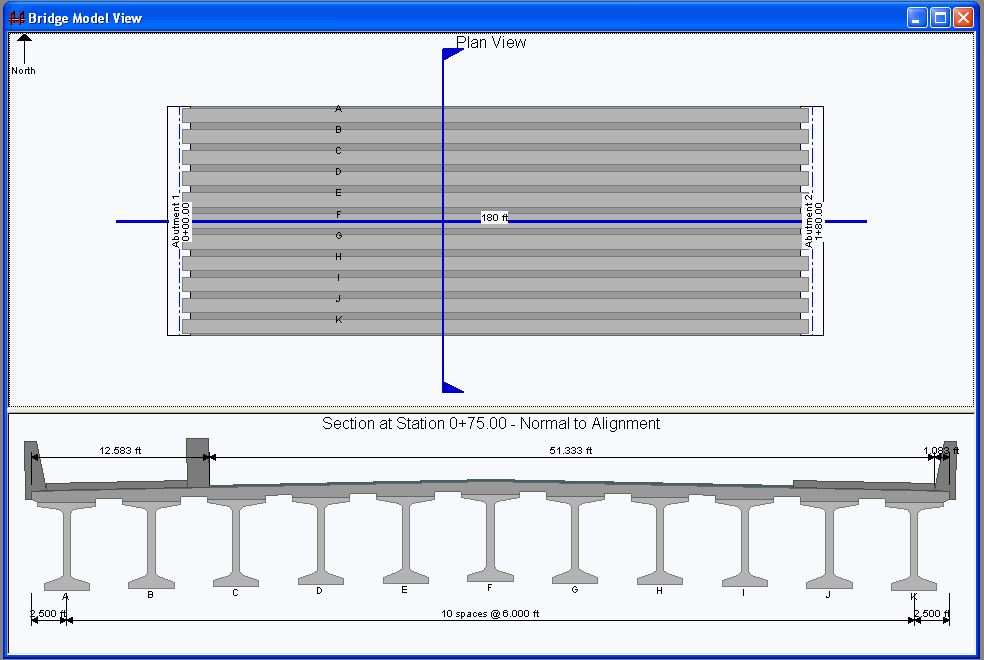 Bridge Model View
Plan View
North
A
B
C
D
E
F
G
H
I
J
K
Abutment 1
0+00.00
180 ft
Abutment 2
1+80.00
Section at Station 0+75.00 - Normal to Alignment
12.583 ft
51.333 ft
1.083 ft
A
B
C
D
E
F
G
H
I
J
K
2.500 ft
10 spaces @ 6.000 ft
2.500 ft